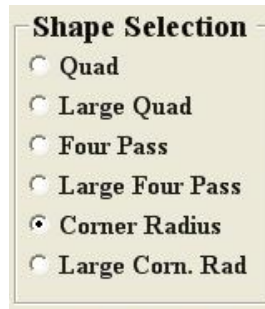 Shape Selection
Quad
Large Quad
Four Pass
Large Four Pass
Corner Radius
Large Corn. Rad